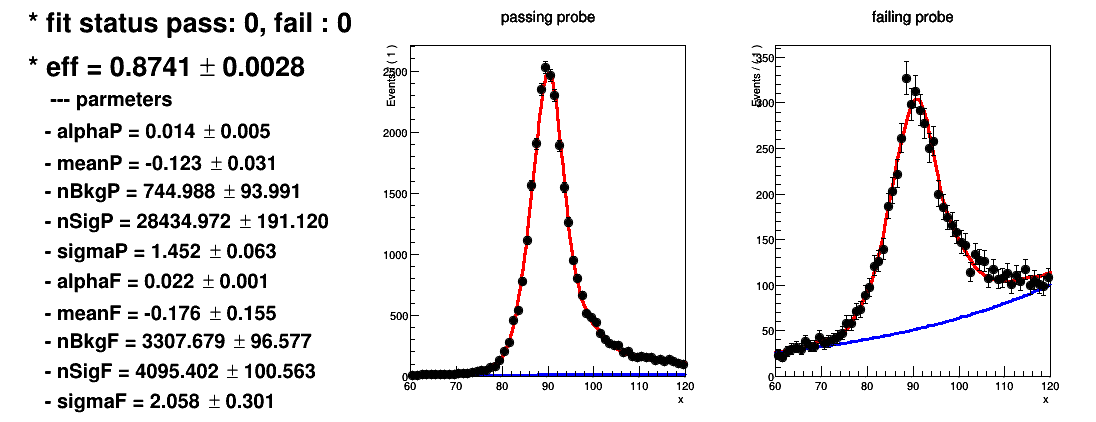 * fit status pass: 0, fail : 0
* eff = 0.8741 ± 0.0028
--- parmeters
- alphaP = 0.014 ± 0.005
- meanP = -0.123 ± 0.031
- nBkgP = 744.988 ± 93.991
- nSigP = 28434.972 ± 191.120
- sigmaP = 1.452 ± 0.063
- alphaF = 0.022 ± 0.001
- meanF = -0.176 ± 0.155
- nBkgF = 3307.679 ± 96.577
- nSigF = 4095.402 ± 100.563
- sigmaF = 2.058 ± 0.301
passing probe
Events / ( 1 )
2500
2000
1500
1000
500
0
60 70 80 90 100 110 120
x
failing probe
350
300
250
200
150
100
50
0
60 70 80 90 100 110 120
x